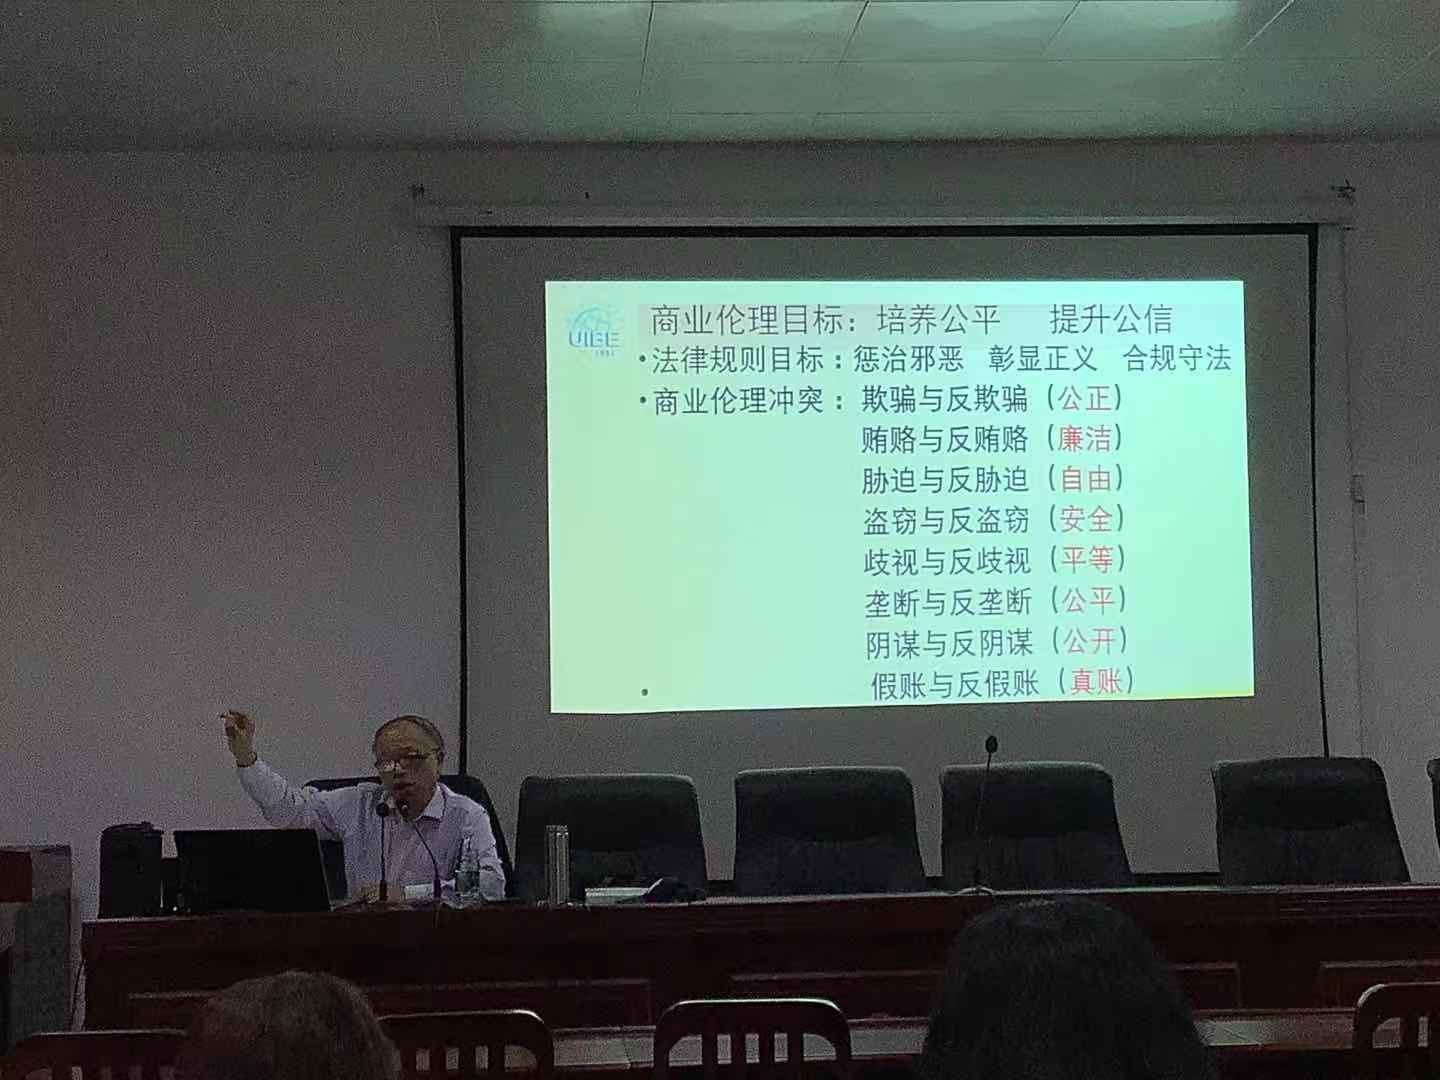 UIBE
1951
商业伦理目标：培养公平 提升公信
•法律规则目标：惩治邪恶 彰显正义 合规守法
•商业伦理冲突：欺骗与反欺骗（公正）
贿赂与反贿赂（廉洁）
胁迫与反胁迫（自由）
盗窃与反盗窃（安全）
歧视与反歧视（平等）
垄断与反垄断（公平）
阴谋与反阴谋（公开）
假账与反假账（真账）